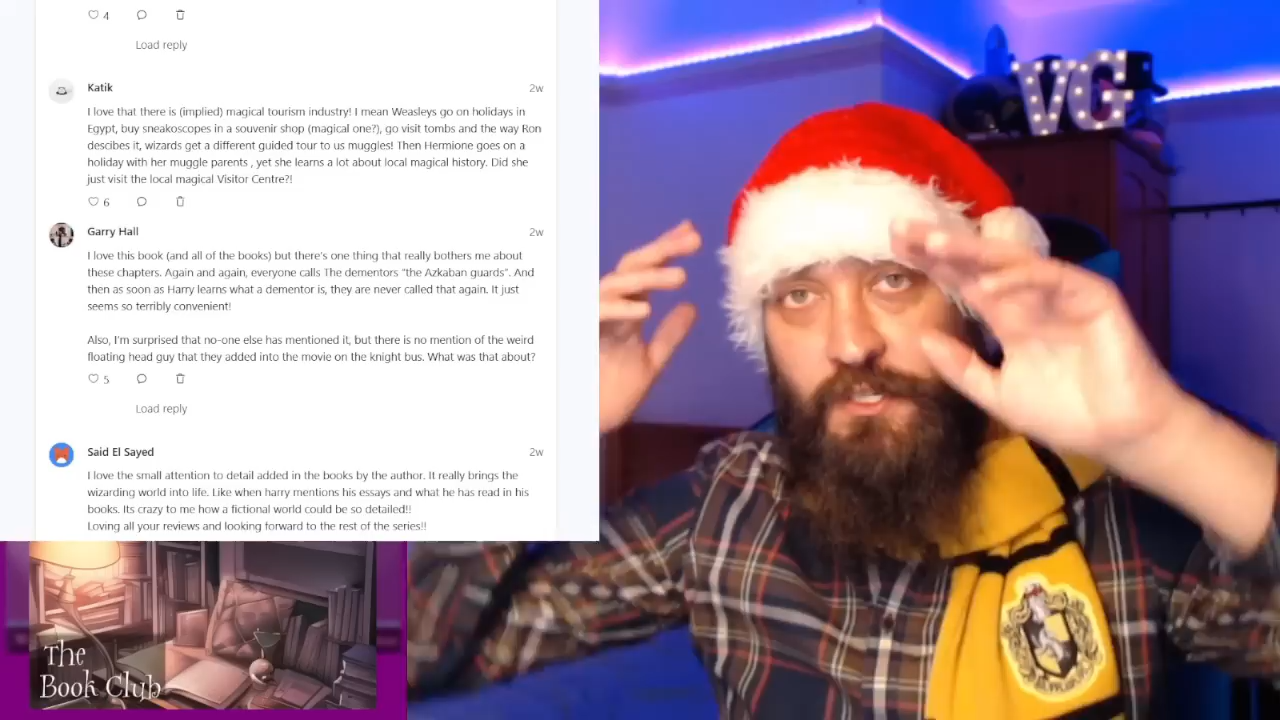 4
Load reply
Katik
2w
I love that there is (implied) magical tourism industry! I mean Weasleys go on holidays in
Egypt, buy sneakoscopes in a souvenir shop (magical one?), go visit tombs and the way Ron
descibes it, wizards get a different guided tour to us muggles! Then Hermione goes on a
holiday with her muggle parents , yet she learns a lot about local magical history. Did she
just visit the local magical Visitor Centre?!
6
Garry Hall
2w
I love this book (and all of the books) but there's one thing that really bothers me about
these chapters. Again and again, everyone calls The dementors "the Azkaban guards". And
then as soon as Harry learns what a dementor is, they are never called that again. It just
seems so terribly convenient!
Also, I'm surprised that no-one else has mentioned it, but there is no mention of the weird
floating head guy that they added into the movie on the knight bus. What was that about?
5
Load reply
Said El Sayed
2w
I love the small attention to detail added in the books by the author. It really brings the
wizarding world into life. Like when harry mentions his essays and what he has read in his
books. Its crazy to me how a fictional world could be so detailed!!
Loving all your reviews and looking forward to the rest of the series!!
The
Book Club
VG